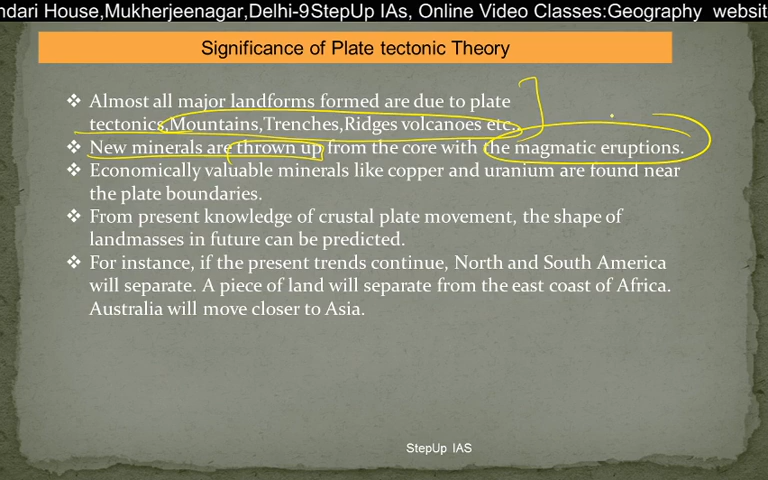 ndari House,Mukherjeenagar,Delhi-9StepUp IAs, Online Video Classes:Geography websit
Significance of Plate tectonic Theory
❖ Almost all major landforms formed are due to plate
tectonics,Mountains,Trenches,Ridges volcanoes etc.
❖ New minerals are thrown up from the core with the magmatic eruptions.
❖ Economically valuable minerals like copper and uranium are found near
the plate boundaries.
❖ From present knowledge of crustal plate movement, the shape of
landmasses in future can be predicted.
❖ For instance, if the present trends continue, North and South America
will separate. A piece of land will separate from the east coast of Africa.
Australia will move closer to Asia.
StepUp IAS